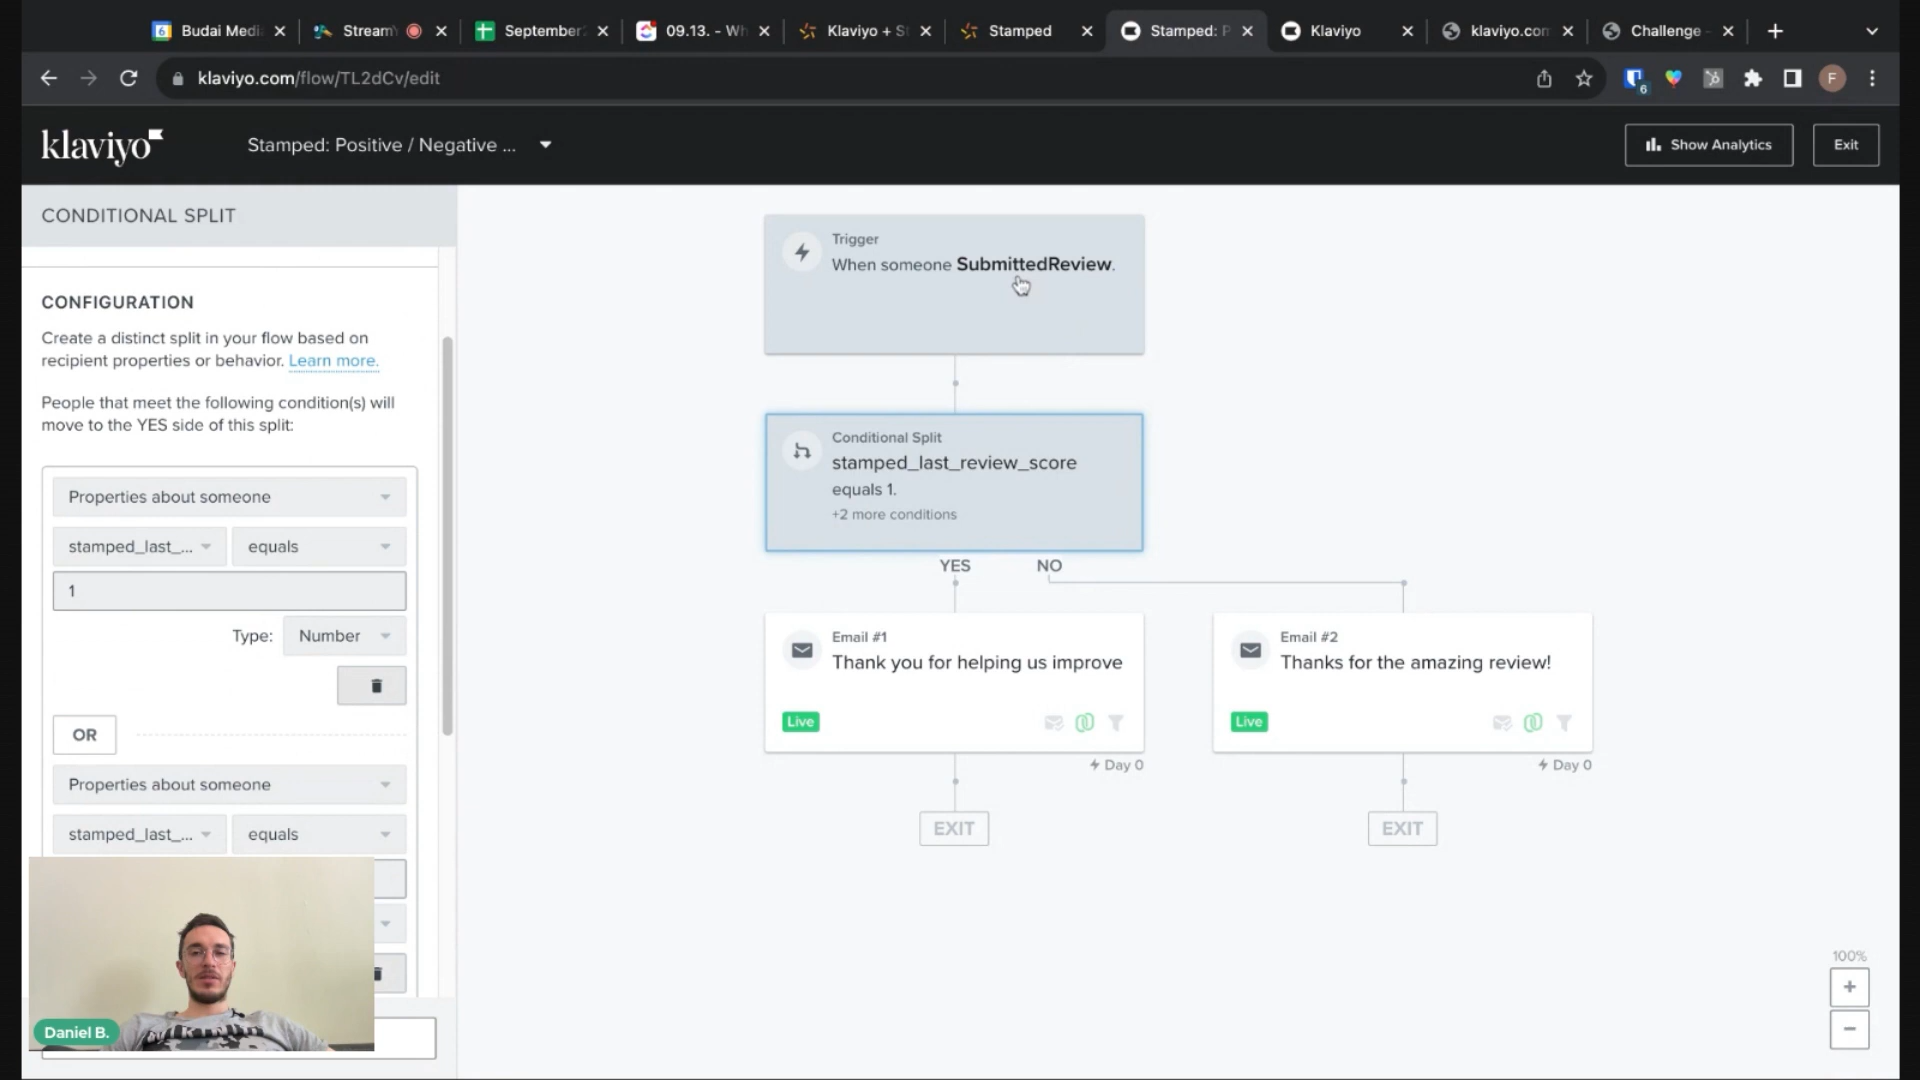 6 Budai Medi
StreamY
September
09.13. - Wh
Klaviyo + St
Stamped
Stamped: P
Klaviyo
klaviyo.com
Challenge -
klaviyo.com/flow/TL2dCv/edit
6
F
klaviyo
Stamped: Positive / Negative ...
Show Analytics
Exit
CONDITIONAL SPLIT
CONFIGURATION
Create a distinct split in your flow based on
recipient properties or behavior. Learn more.
People that meet the following condition(s) will
move to the YES side of this split:
Properties about someone
stamped_last_... equals
1
Type: Number
OR
Properties about someone
stamped_last_... equals
Daniel B.
Trigger
When someone SubmittedReview.
Conditional Split
stamped_last_review_score
equals 1.
+2 more conditions
YES NO
Email #1
Thank you for helping us improve
Live
Day 0
EXIT
Email #2
Thanks for the amazing review!
Live
Day 0
EXIT
100%
+
−